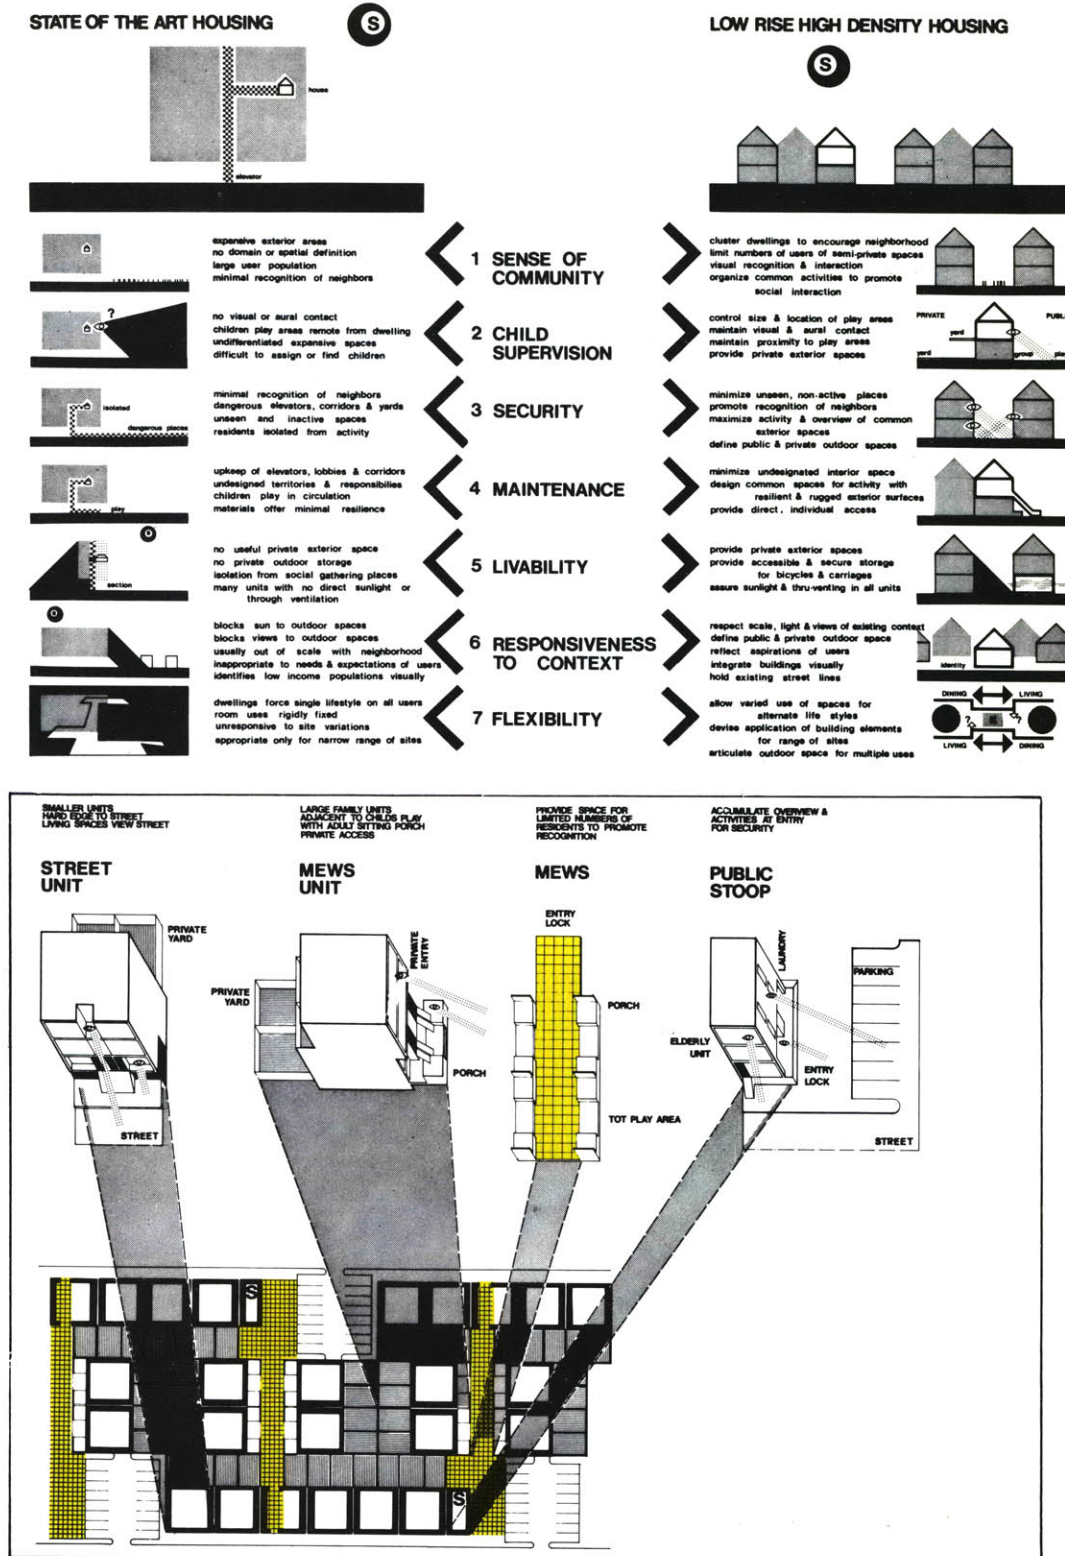 STATE OF THE ART HOUSING
S
LOW RISE HIGH DENSITY HOUSING
S
house
elevator
expansive exterior areas
no domain or spatial definition
large user population
minimal recognition of neighbors
1 SENSE OF
COMMUNITY
cluster dwellings to encourage neighborhood
limit numbers of users of semi-private spaces
visual recognition & interaction
organize common activities to promote
social interaction
?
no visual or aural contact
children play areas remote from dwelling
undifferentiated expansive spaces
difficult to assign or find children
2 CHILD
SUPERVISION
control size & location of play areas
maintain visual & aural contact
maintain proximity to play areas
provide private exterior spaces
PRIVATE
PUBL
yard
yard
group
pla
isolated
dangerous places
minimal recognition of neighbors
dangerous elevators, corridors & yards
unseen and inactive spaces
residents isolated from activity
3 SECURITY
minimize unseen, non-active places
promote recognition of neighbors
maximize activity & overview of common
exterior spaces
define public & private outdoor spaces
play
upkeep of elevators, lobbies & corridors
undesigned territories & responsibilies
children play in circulation
materials offer minimal resilience
4 MAINTENANCE
minimize undesignated interior space
design common spaces for activity with
resilient & rugged exterior surfaces
provide direct, individual access
O
section
no useful private exterior space
no private outdoor storage
isolation from social gathering places
many units with no direct sunlight or
through ventilation
5 LIVABILITY
provide private exterior spaces
provide accessible & secure storage
for bicycles & carriages
assure sunlight & thru-venting in all units
O
blocks sun to outdoor spaces
blocks views to outdoor spaces
usually out of scale with neighborhood
inappropriate to needs & expectations of users
identifies low income populations visually
6 RESPONSIVENESS
TO CONTEXT
respect scale, light & views of existing context
define public & private outdoor space
reflect aspirations of users
integrate buildings visually
hold existing street lines
identity
dwellings force single lifestyle on all users
room uses rigidly fixed
unresponsive to site variations
appropriate only for narrow range of sites
7 FLEXIBILITY
allow varied use of spaces for
alternate life styles
devise application of building elements
for range of sites
articulate outdoor space for multiple uses
DINING
LIVING
?
?
LIVING
DINING
SMALLER UNITS
HARD EDGE TO STREET
LIVING SPACES VIEW STREET
STREET
UNIT
PRIVATE
YARD
STREET
LARGE FAMILY UNITS
ADJACENT TO CHILDS PLAY
WITH ADULT SITTING PORCH
PRIVATE ACCESS
MEWS
UNIT
PRIVATE
YARD
PRIVATE
ENTRY
PORCH
PROVIDE SPACE FOR
LIMITED NUMBERS OF
RESIDENTS TO PROMOTE
RECOGNITION
MEWS
ENTRY
LOCK
PORCH
TOT PLAY AREA
ACCUMULATE OVERVIEW &
ACTIVITIES AT ENTRY
FOR SECURITY
PUBLIC
STOOP
LAUNDRY
PARKING
ELDERLY
UNIT
ENTRY
LOCK
STREET
S
S